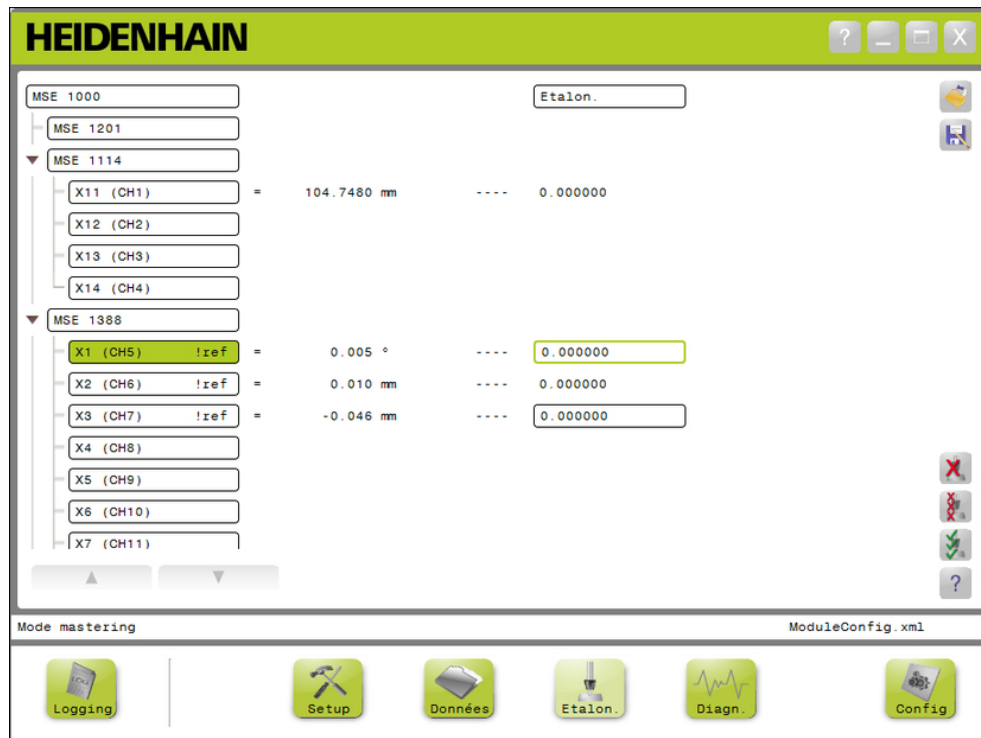 HEIDENHAIN
? _ X
MSE 1000 Etalon.
MSE 1201
MSE 1114
X11 (CH1) = 104.7480 mm ---- 0.000000
X12 (CH2)
X13 (CH3)
X14 (CH4)
MSE 1388
X1 (CH5) !ref = 0.005 ° ---- 0.000000
X2 (CH6) !ref = 0.010 mm ---- 0.000000
X3 (CH7) !ref = -0.046 mm ---- 0.000000
X4 (CH8)
X5 (CH9)
X6 (CH10)
X7 (CH11)
?
Mode mastering ModuleConfig.xml
LOG
Logging Setup Données Etalon. Diagn. Config